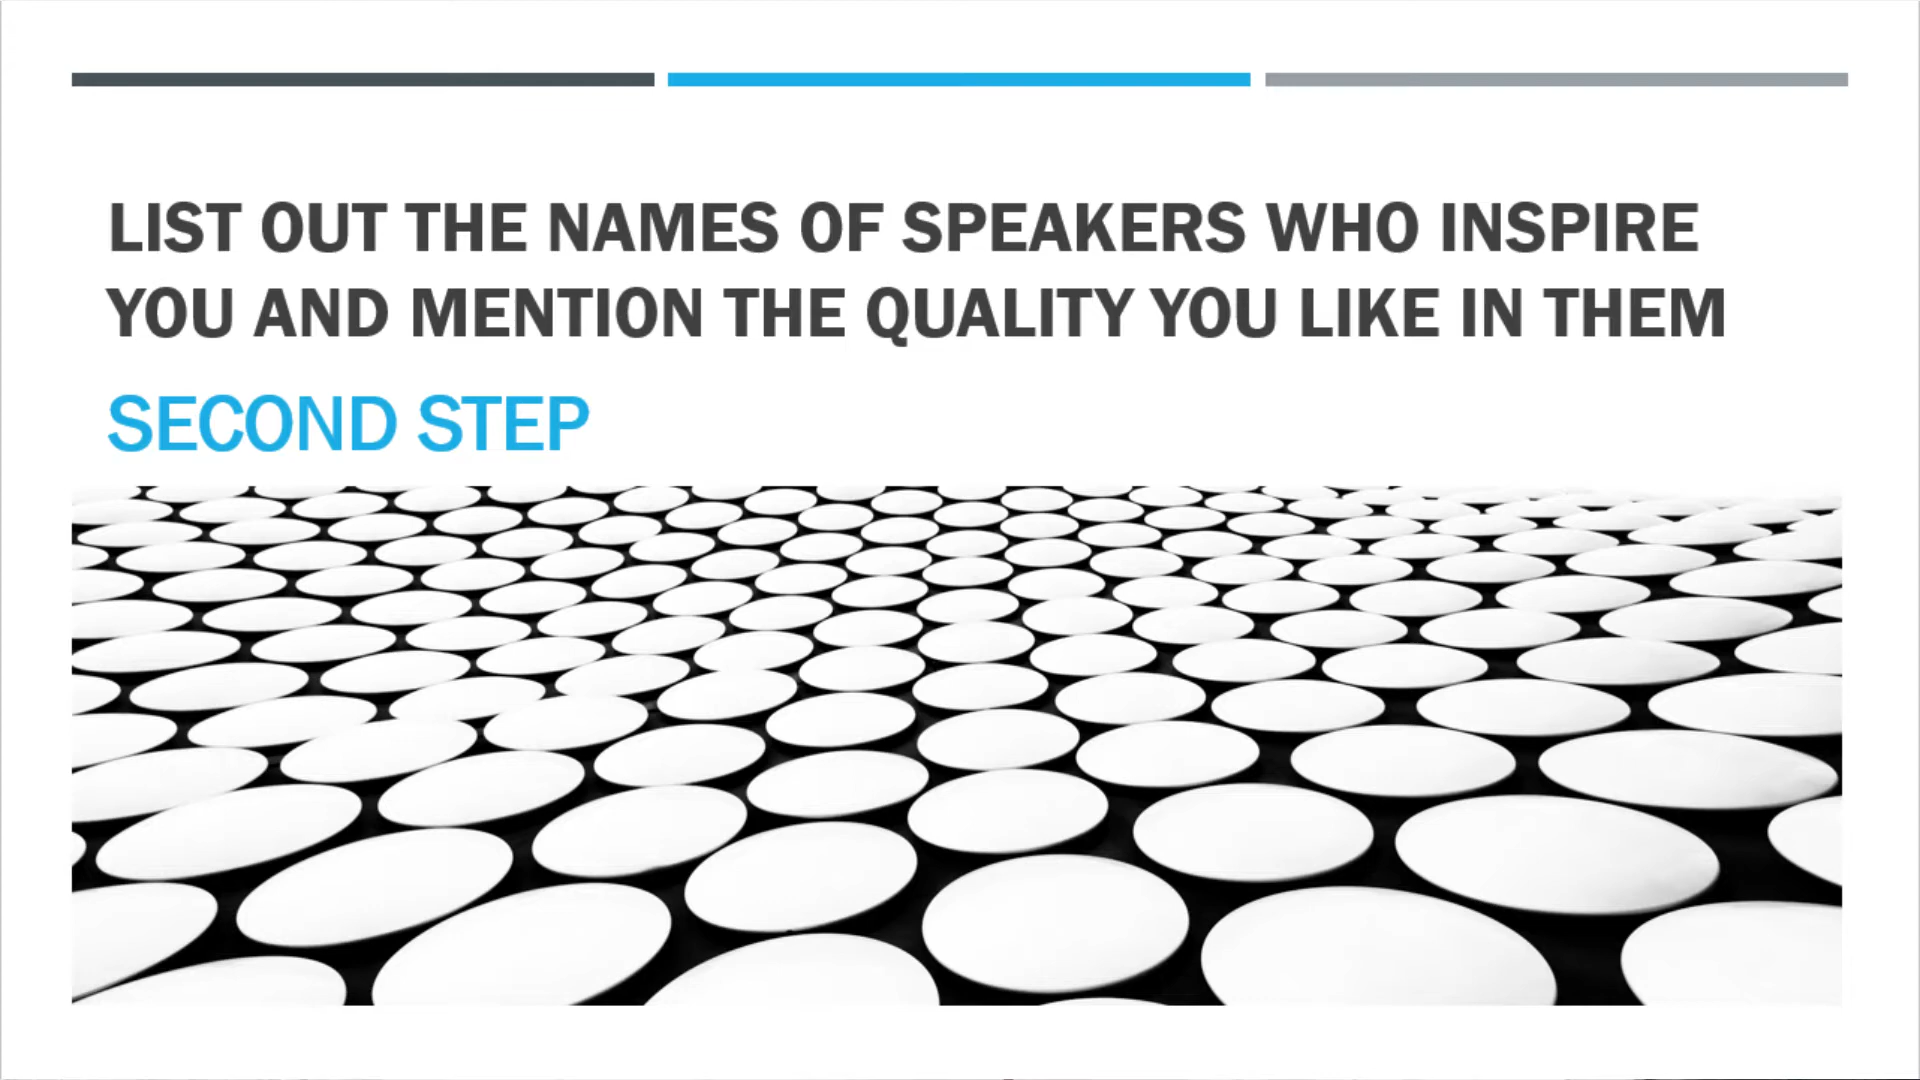 LIST OUT THE NAMES OF SPEAKERS WHO INSPIRE
YOU AND MENTION THE QUALITY YOU LIKE IN THEM
SECOND STEP